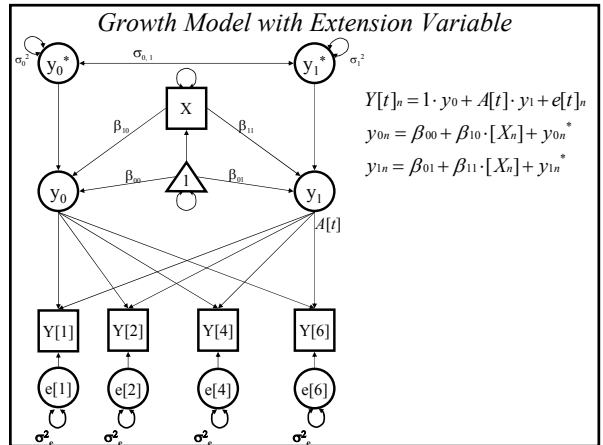 Growth Model with Extension Variable
σ₀² y₀* σ₀,₁ y₁* σ₁²
X
β₁₀ β₁₁
Y[t]ₙ = 1 · y₀ + A[t] · y₁ + e[t]ₙ
y₀ₙ = β₀₀ + β₁₀ · [Xₙ] + y₀ₙ*
y₁ₙ = β₀₁ + β₁₁ · [Xₙ] + y₁ₙ*
y₀ β₀₀ 1 β₀₁ y₁
A[t]
Y[1] Y[2] Y[4] Y[6]
e[1] e[2] e[4] e[6]
σ²ₑ σ²ₑ σ²ₑ σ²ₑ